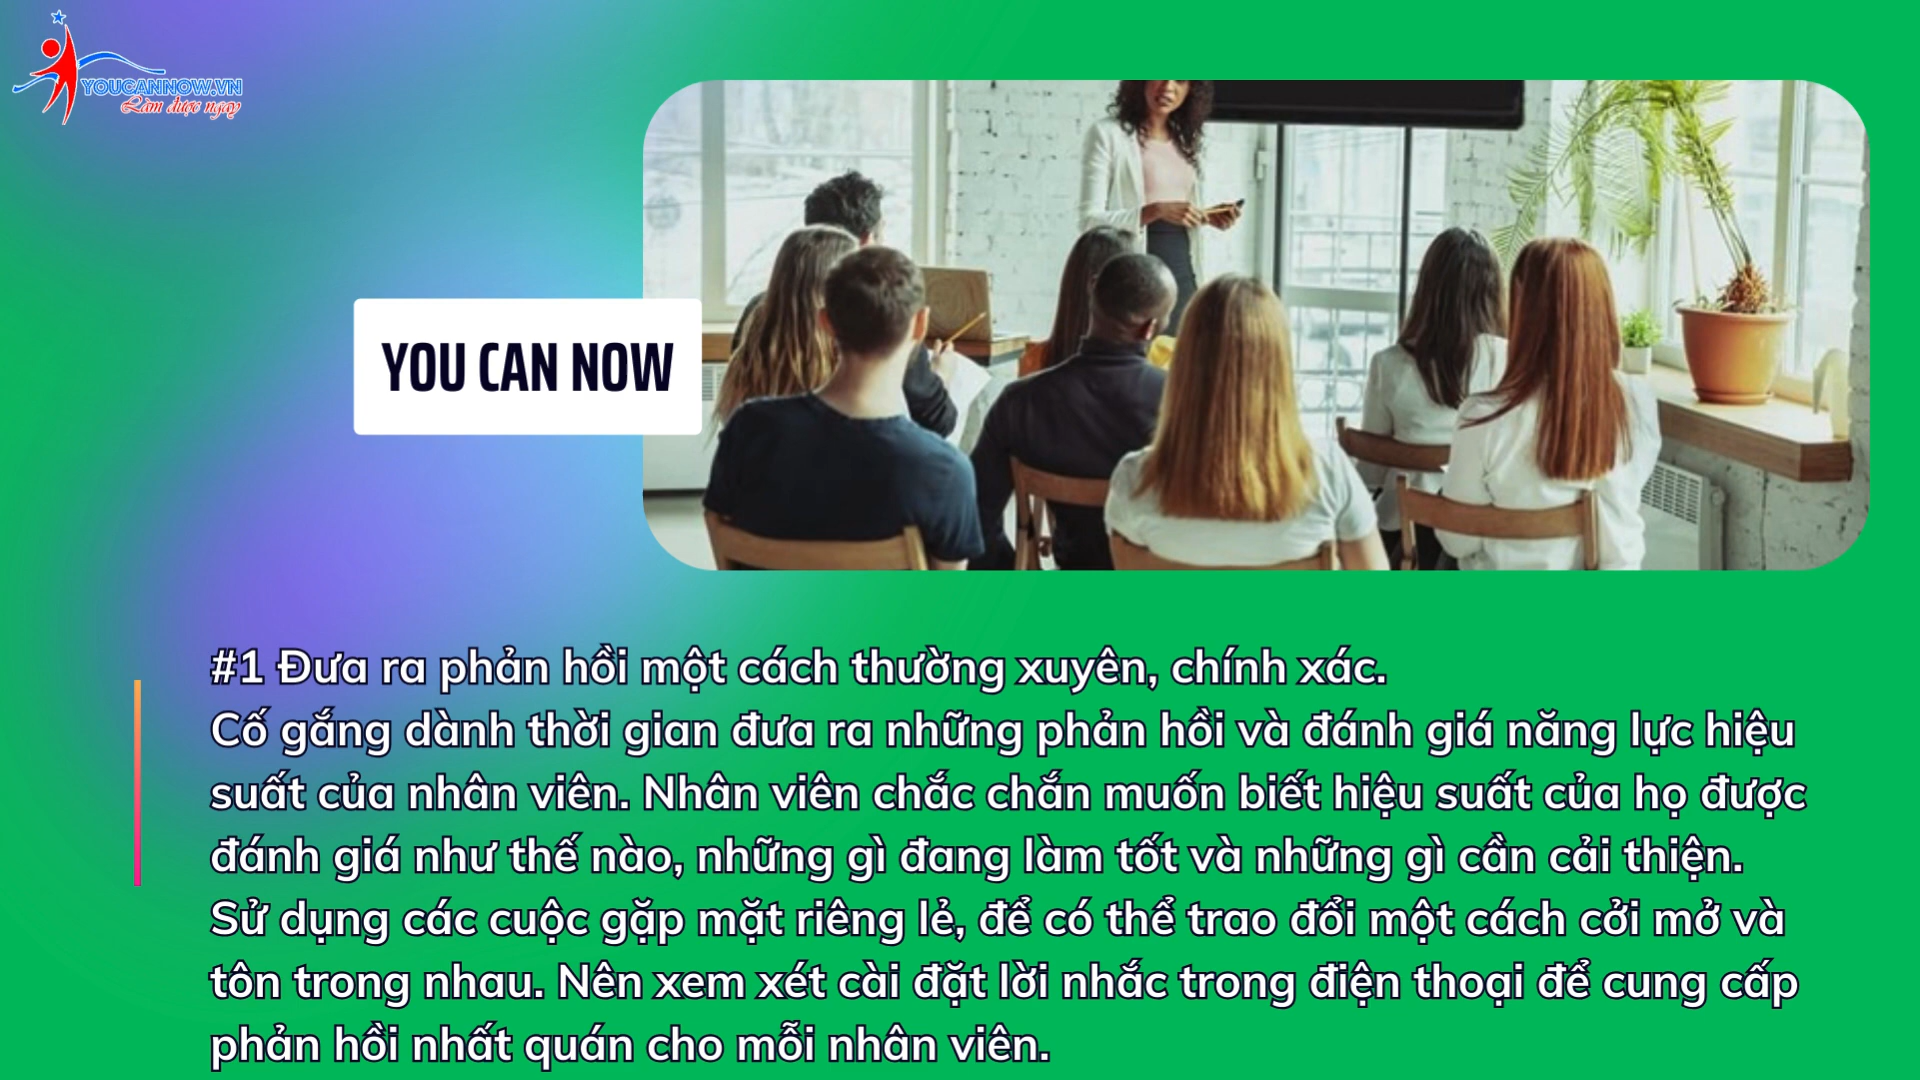 YOUCANNOW.VN
Làm được ngay
YOU CAN NOW
#1 Đưa ra phản hồi một cách thường xuyên, chính xác.
Cố gắng dành thời gian đưa ra những phản hồi và đánh giá năng lực hiệu
suất của nhân viên. Nhân viên chắc chắn muốn biết hiệu suất của họ được
đánh giá như thế nào, những gì đang làm tốt và những gì cần cải thiện.
Sử dụng các cuộc gặp mặt riêng lẻ, để có thể trao đổi một cách cởi mở và
tôn trong nhau. Nên xem xét cài đặt lời nhắc trong điện thoại để cung cấp
phản hồi nhất quán cho mỗi nhân viên.